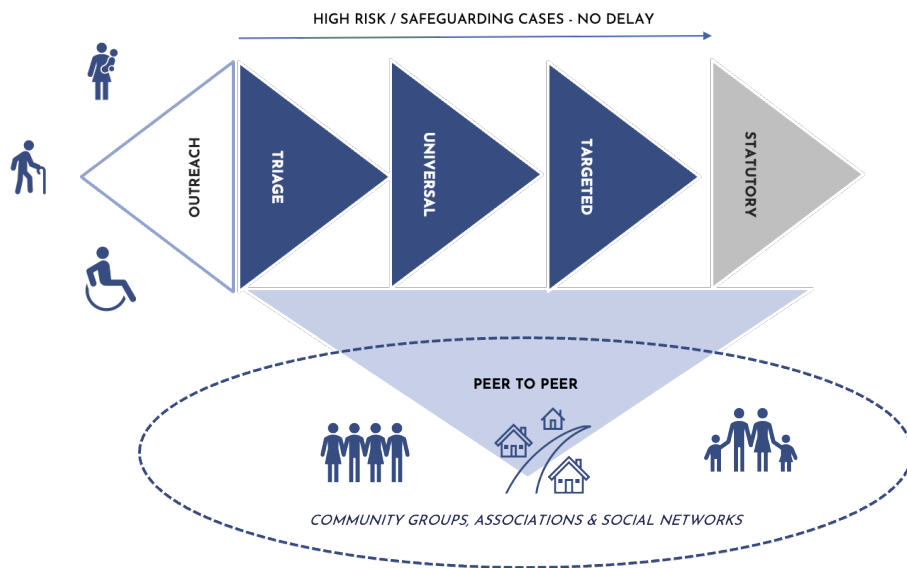 HIGH RISK / SAFEGUARDING CASES - NO DELAY
OUTREACH
TRIAGE
UNIVERSAL
TARGETED
STATUTORY
PEER TO PEER
COMMUNITY GROUPS, ASSOCIATIONS & SOCIAL NETWORKS